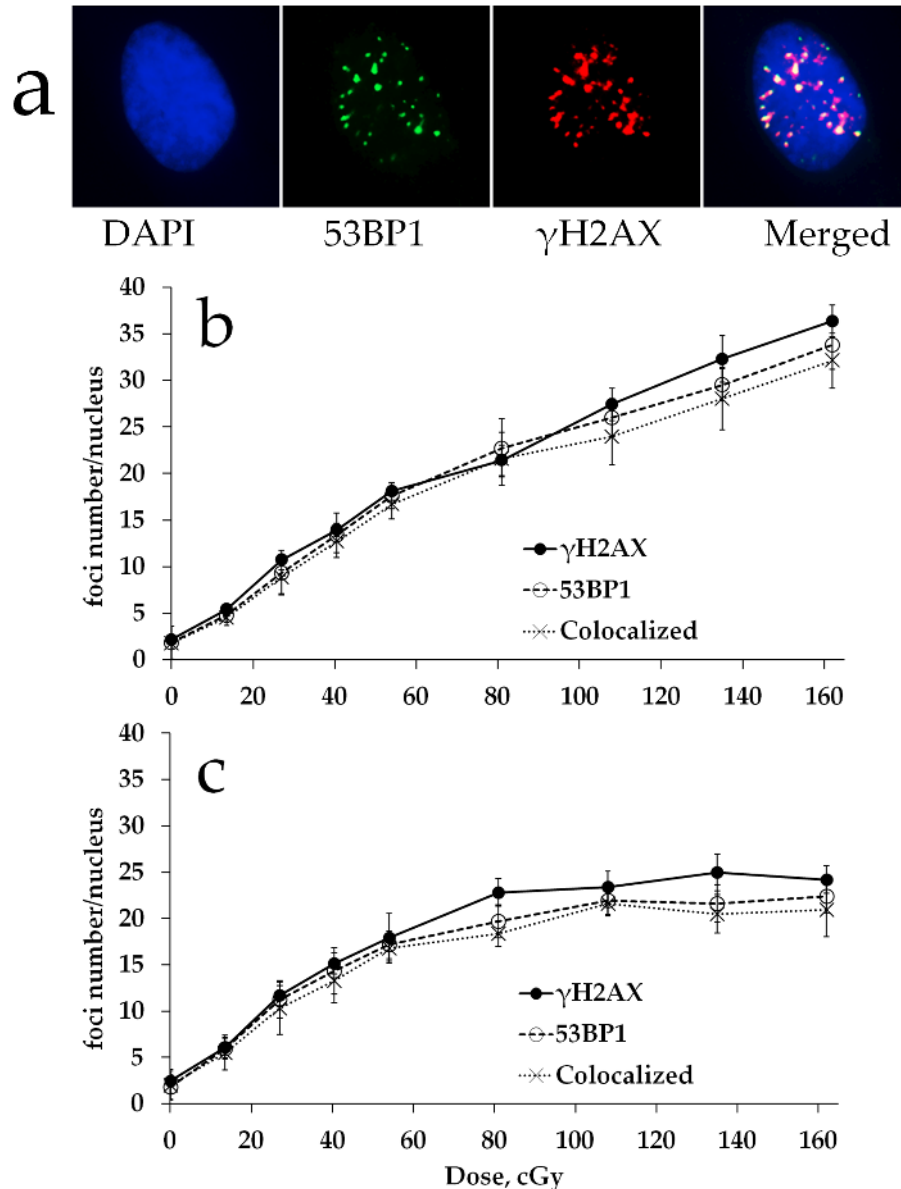 a
DAPI 53BP1 γH2AX Merged
b
40
35
30
25
20
15
10
5
0
foci number/nucleus
γH2AX
53BP1
Colocalized
0 20 40 60 80 100 120 140 160
c
40
35
30
25
20
15
10
5
0
foci number/nucleus
γH2AX
53BP1
Colocalized
0 20 40 60 80 100 120 140 160
Dose, cGy